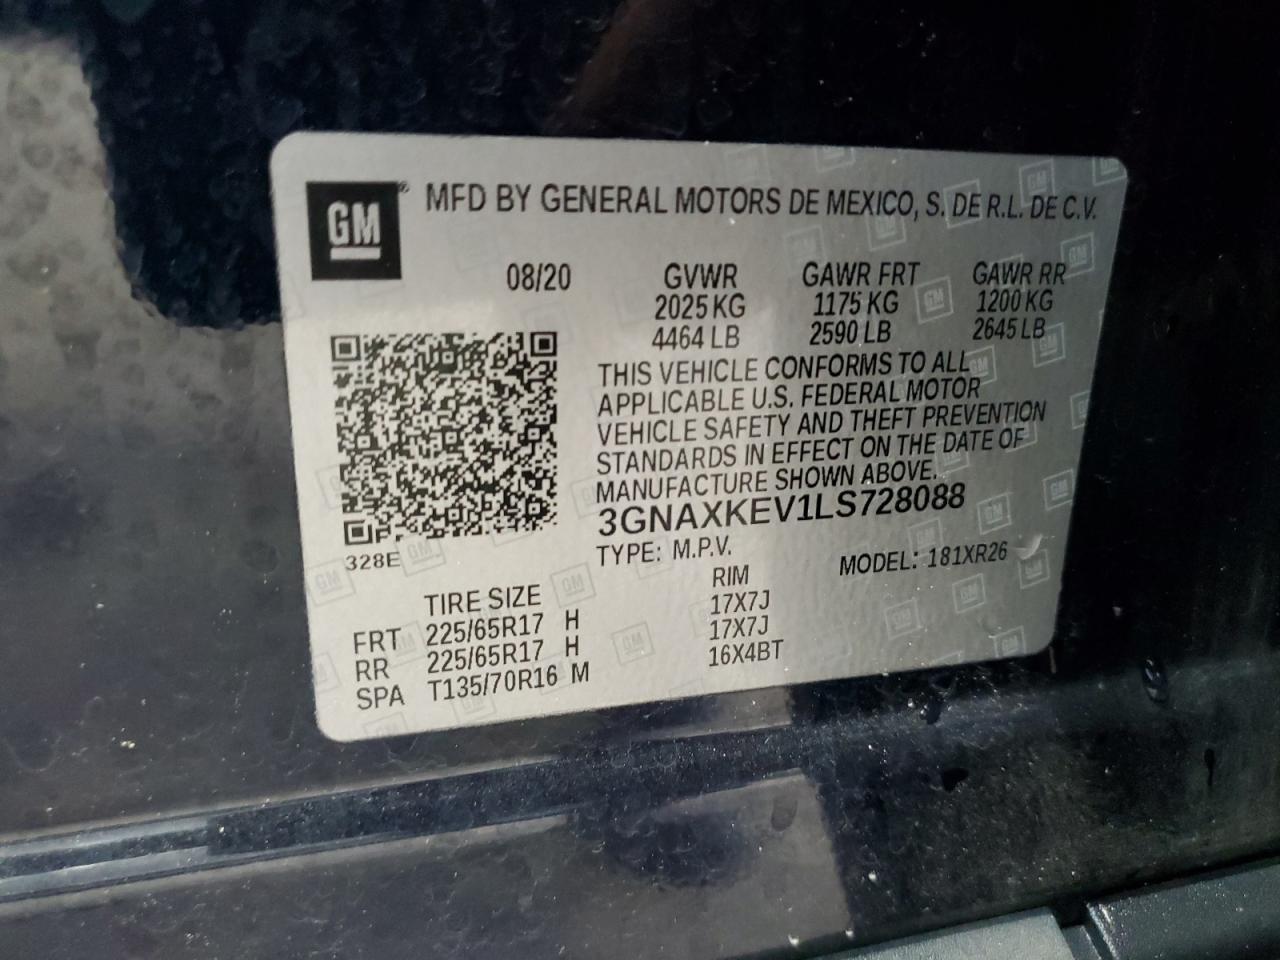 GM® MFD BY GENERAL MOTORS DE MEXICO, S. DE R.L. DE C.V.
08/20 GVWR GAWR FRT GAWR RR
2025 KG 1175 KG 1200 KG
4464 LB 2590 LB 2645 LB
THIS VEHICLE CONFORMS TO ALL
APPLICABLE U.S. FEDERAL MOTOR
VEHICLE SAFETY AND THEFT PREVENTION
STANDARDS IN EFFECT ON THE DATE OF
MANUFACTURE SHOWN ABOVE.
3GNAXKEV1LS728088
328E TYPE: M.P.V. MODEL: 181XR26
TIRE SIZE RIM
FRT 225/65R17 H 17X7J
RR 225/65R17 H 17X7J
SPA T135/70R16 M 16X4BT